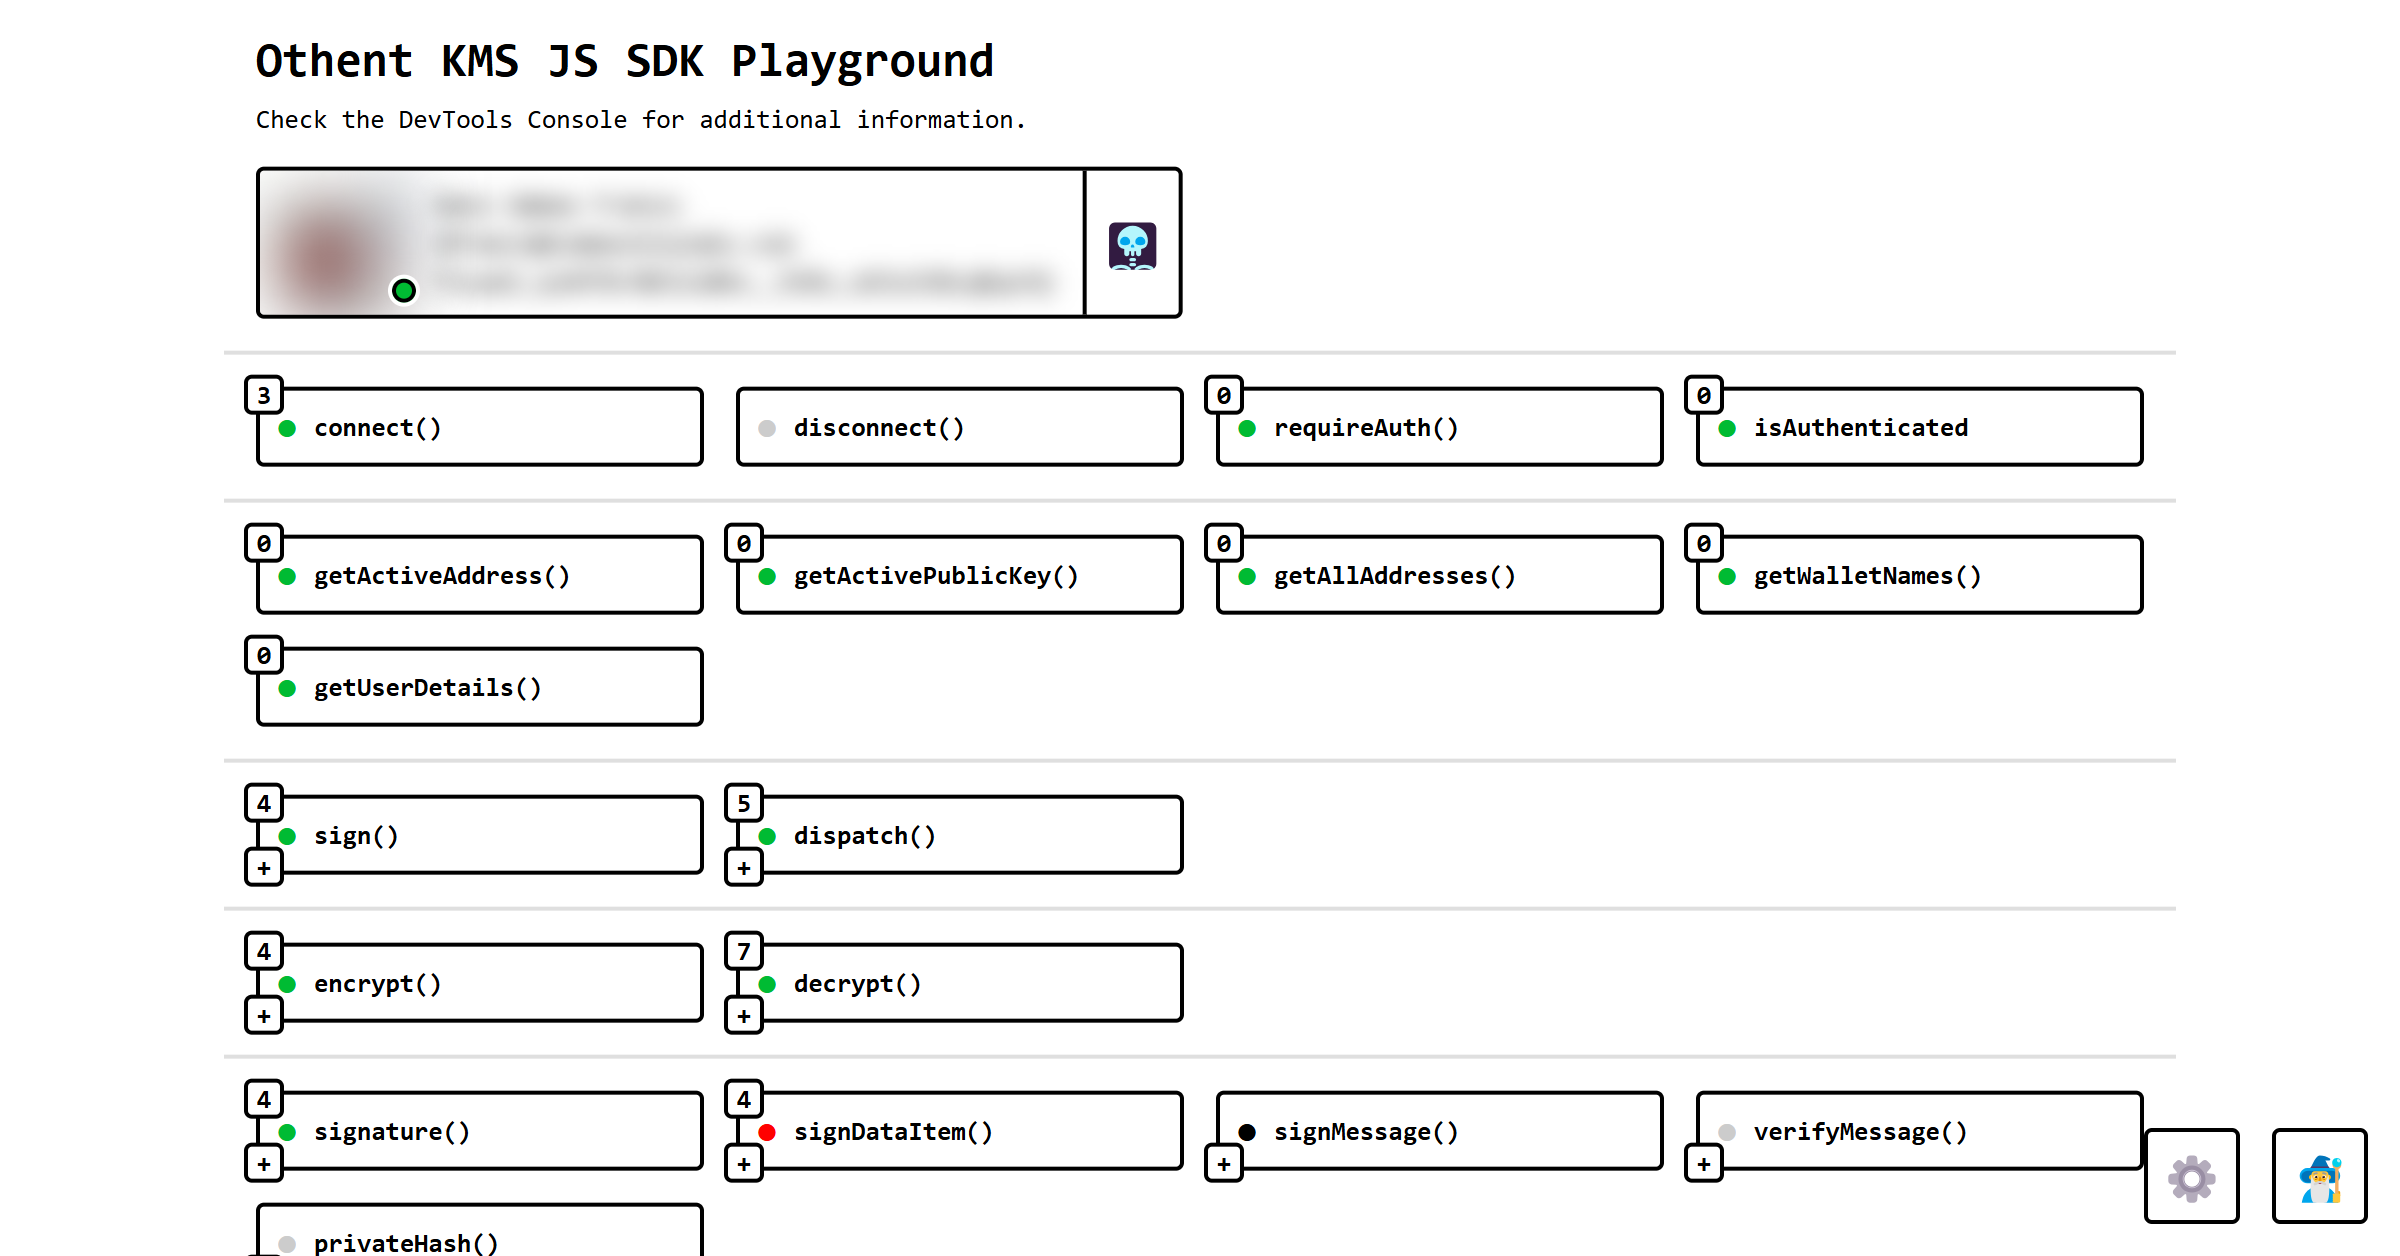 Othent KMS JS SDK Playground
Check the DevTools Console for additional information.
3
connect()
disconnect()
0
requireAuth()
0
isAuthenticated
0
getActiveAddress()
0
getActivePublicKey()
0
getAllAddresses()
0
getWalletNames()
0
getUserDetails()
4
sign()
+
5
dispatch()
+
4
encrypt()
+
7
decrypt()
+
4
signature()
+
4
signDataItem()
+
signMessage()
+
verifyMessage()
+
privateHash()